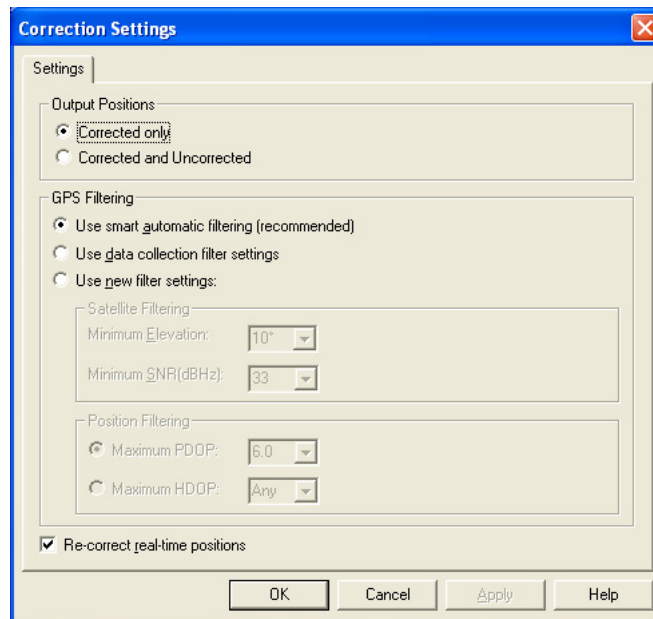 Correction Settings
Settings
Output Positions
Corrected only
Corrected and Uncorrected
GPS Filtering
Use smart automatic filtering (recommended)
Use data collection filter settings
Use new filter settings:
Satellite Filtering
Minimum Elevation: 10°
Minimum SNR(dBHz): 33
Position Filtering
Maximum PDOP: 6.0
Maximum HDOP: Any
Re-correct real-time positions
OK Cancel Apply Help